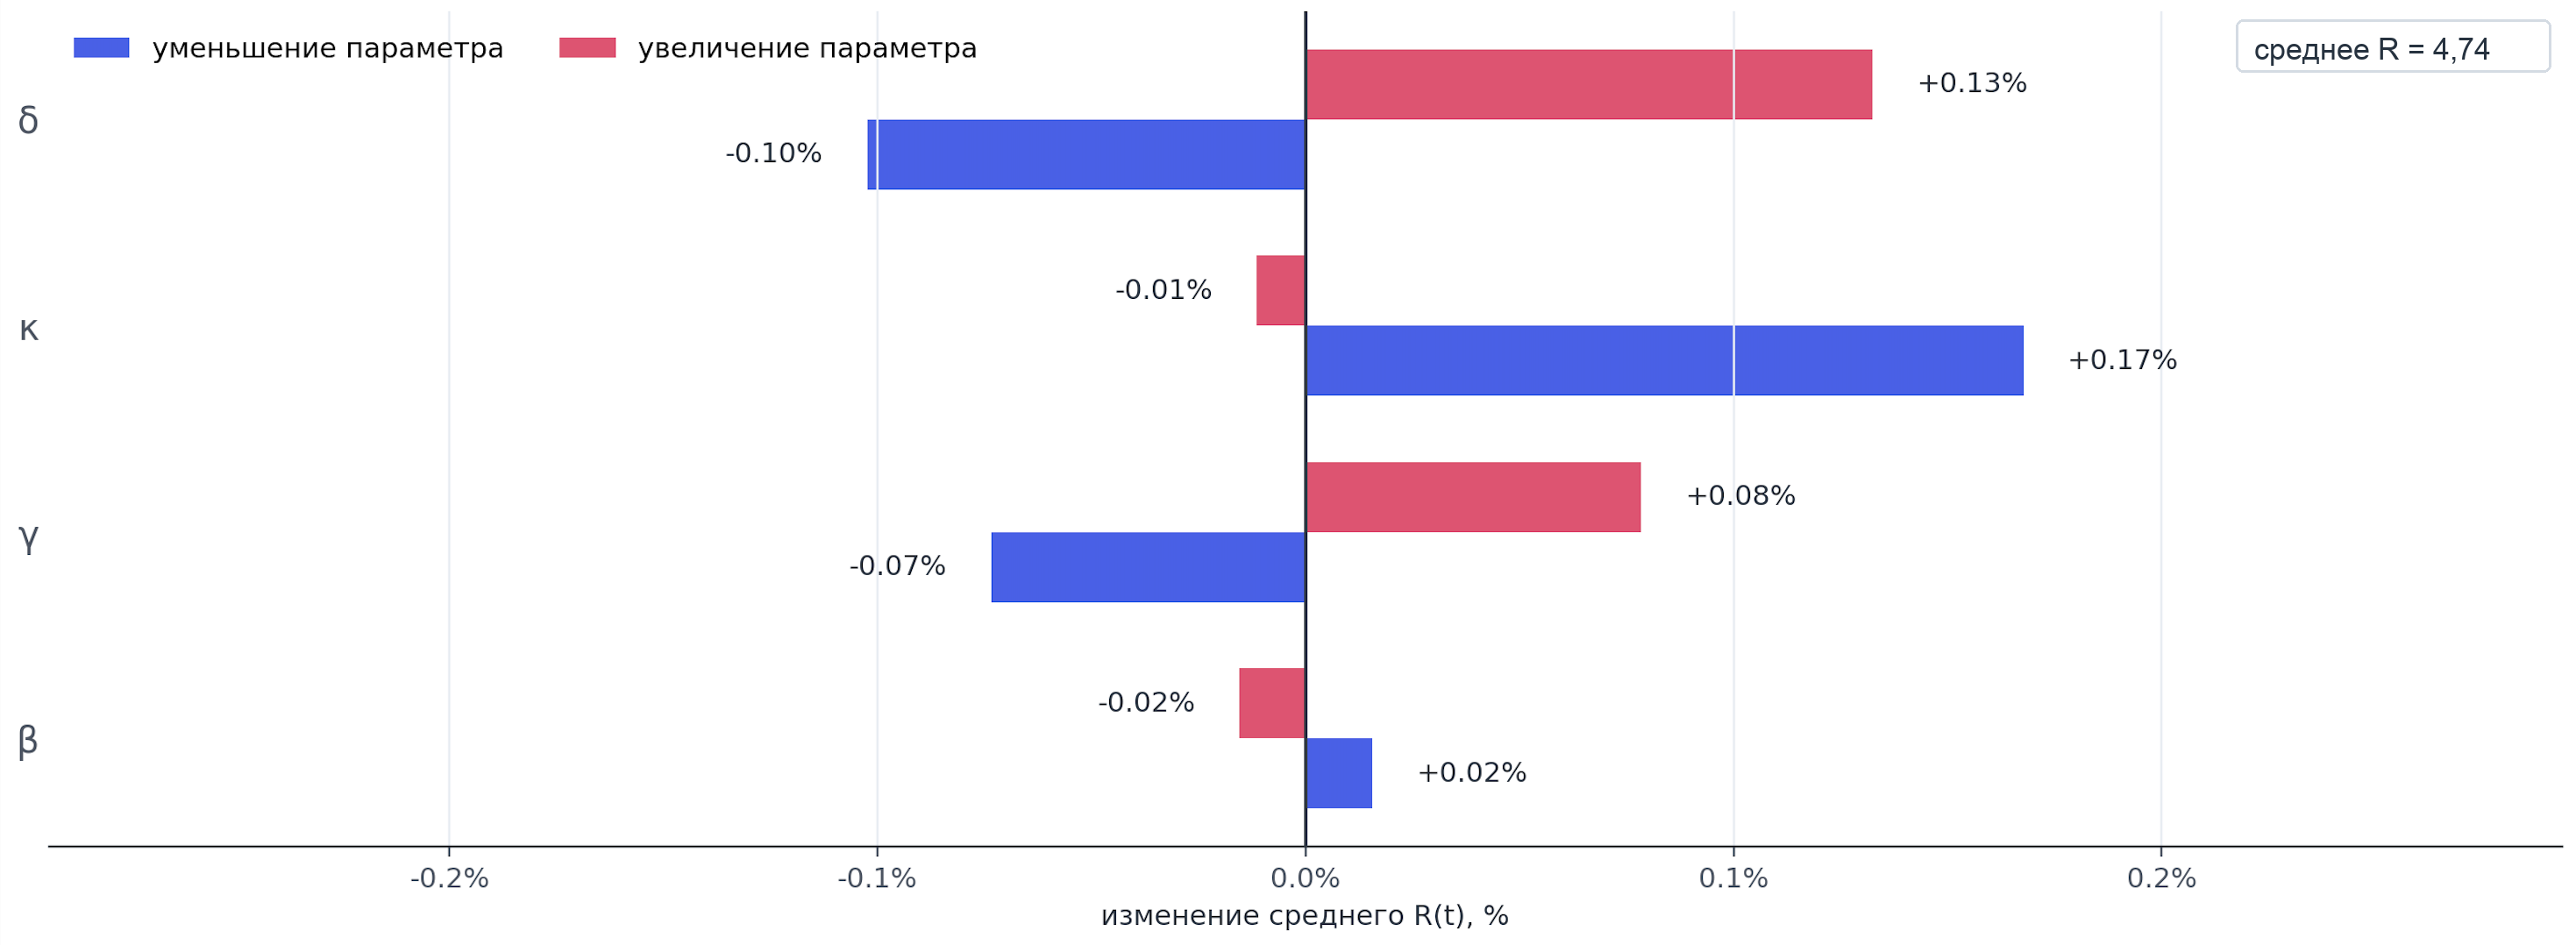 уменьшение параметра увеличение параметра
среднее R = 4,74
δ
+0.13%
-0.10%
κ
-0.01%
+0.17%
γ
+0.08%
-0.07%
β
-0.02%
+0.02%
-0.2% -0.1% 0.0% 0.1% 0.2%
изменение среднего R(t), %